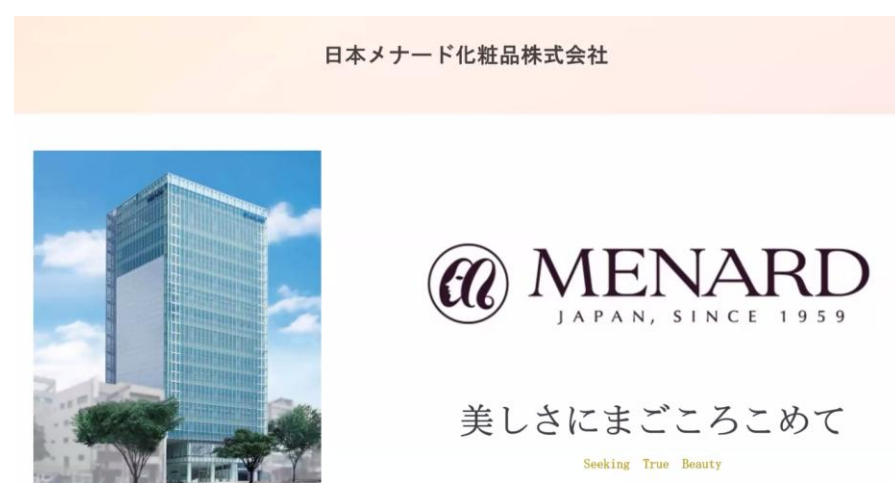 日本メナード化粧品株式会社
MENARD
JAPAN, SINCE 1959
美しさにまごころこめて
Seeking True Beauty